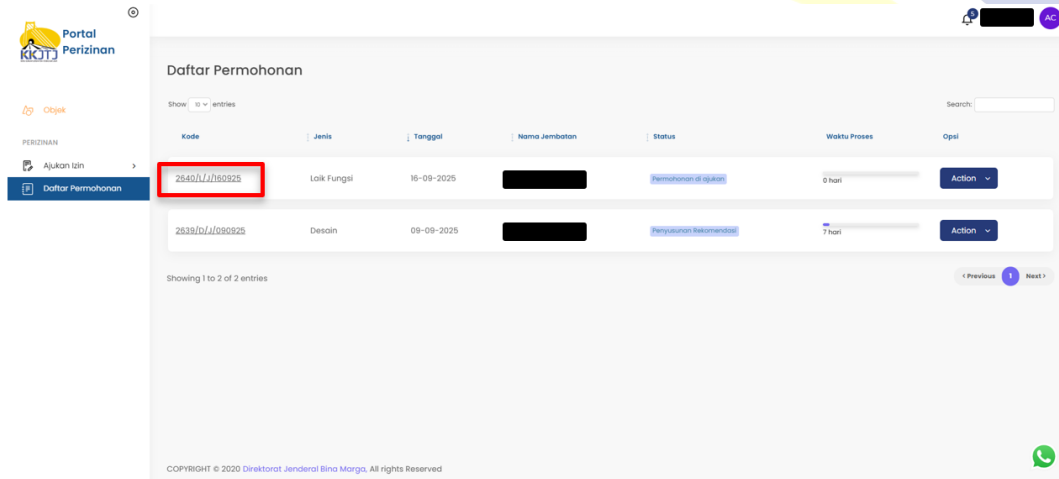 KKJTJ
Portal
Perizinan
5
AC
Objek
PERIZINAN
Ajukan Izin
Daftar Permohonan
Daftar Permohonan
Show 10 entries
Search:
Kode Jenis Tanggal Nama Jembatan Status Waktu Proses Opsi
2640/L/J/160925 Laik Fungsi 16-09-2025 Permohonan di ajukan 0 hari Action
2639/D/J/090925 Desain 09-09-2025 Penyusunan Rekomendasi 7 hari Action
Showing 1 to 2 of 2 entries
< Previous 1 Next >
COPYRIGHT © 2020 Direktorat Jenderal Bina Marga, All rights Reserved